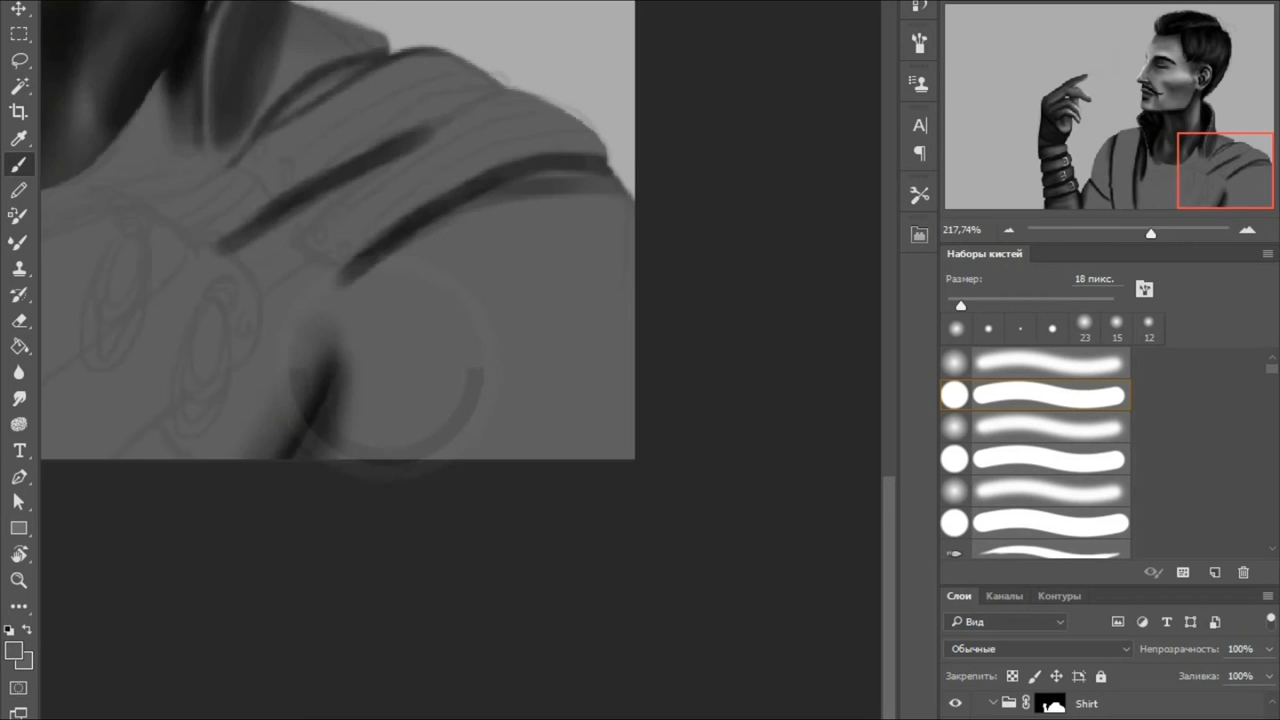 217,74%
Наборы кистей
Размер:
18 пикс.
23
15
12
Слои
Каналы
Контуры
Вид
Обычные
Непрозрачность:
100%
Закрепить:
Заливка:
100%
Shirt